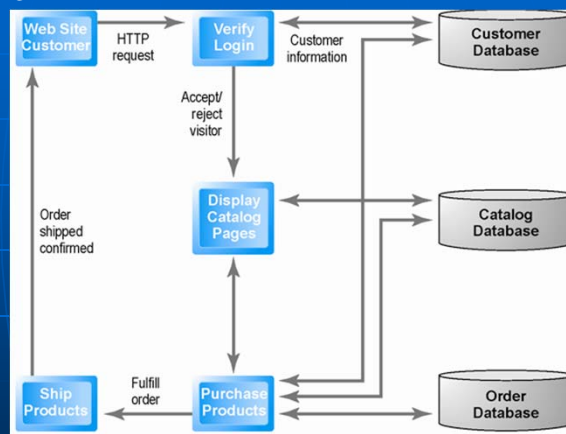 Web Site
Customer
HTTP
request
Verify
Login
Customer
information
Customer
Database
Accept/
reject
visitor
Display
Catalog
Pages
Catalog
Database
Order
shipped
confirmed
Ship
Products
Fulfill
order
Purchase
Products
Order
Database